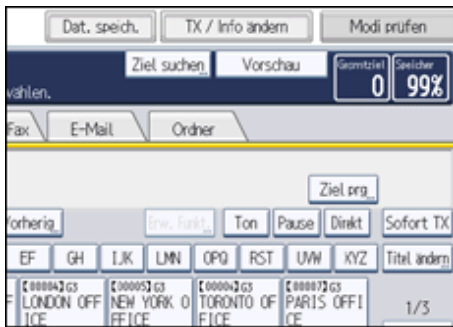 Dat. speich. TX / Info ändern Modi prüfen
Ziel suchen Vorschau Gesamtziel Speicher
wählen. 0 99%
Fax E-Mail Ordner
Ziel prg.
Vorherig. Erw. Funkt. Ton Pause Direkt Sofort TX
EF GH IJK LMN OPQ RST UVW XYZ Titel ändern
[00004]G3 [00005]G3 [00006]G3 [00007]G3
F LONDON OFF NEW YORK O TORONTO OF PARIS OFFI 1/3
ICE FFICE FICE CE